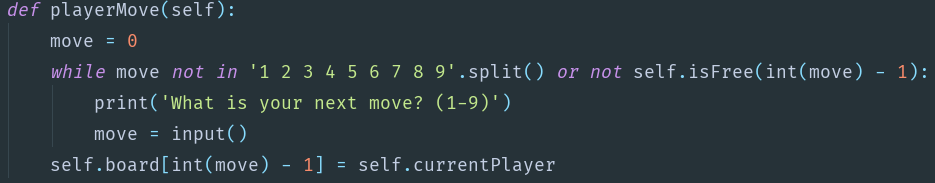 def playerMove(self):
    move = 0
    while move not in '1 2 3 4 5 6 7 8 9'.split() or not self.isFree(int(move) - 1):
        print('What is your next move? (1-9)')
        move = input()
    self.board[int(move) - 1] = self.currentPlayer